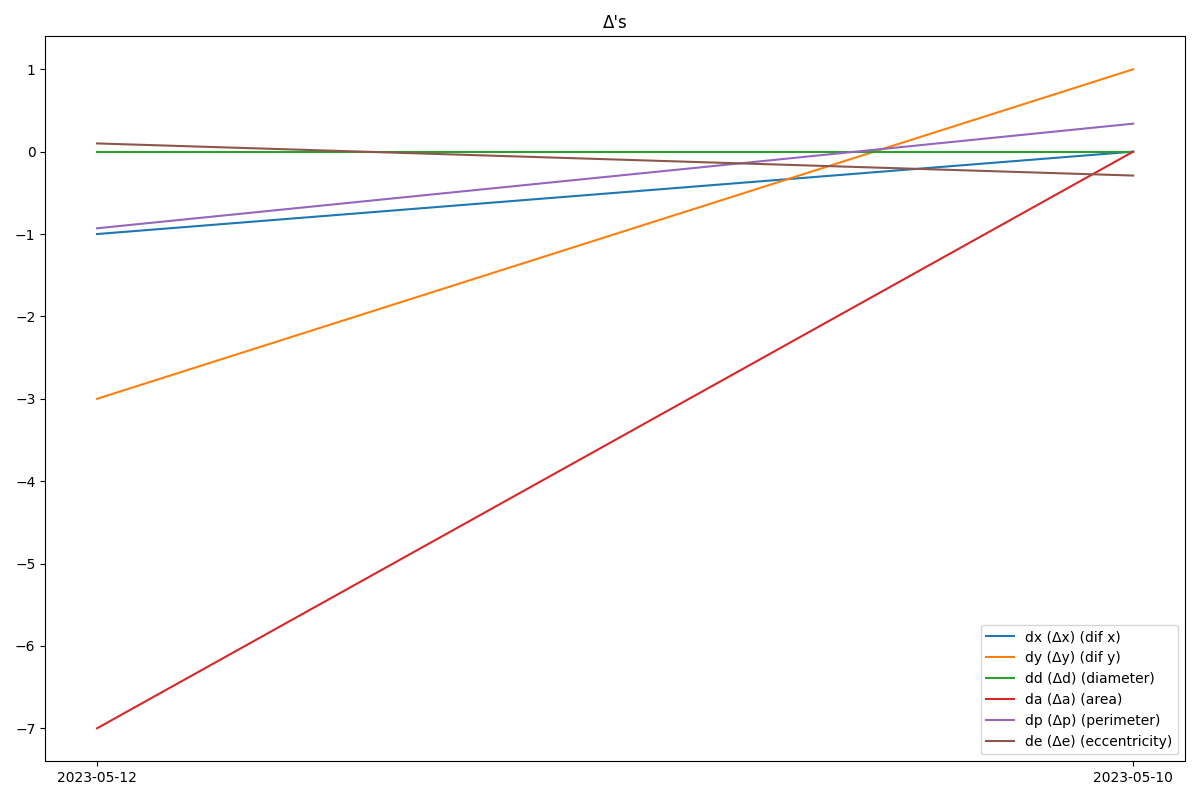 Δ's
1
0
−1
−2
−3
−4
−5
−6
−7
2023-05-12
2023-05-10
dx (Δx) (dif x)
dy (Δy) (dif y)
dd (Δd) (diameter)
da (Δa) (area)
dp (Δp) (perimeter)
de (Δe) (eccentricity)